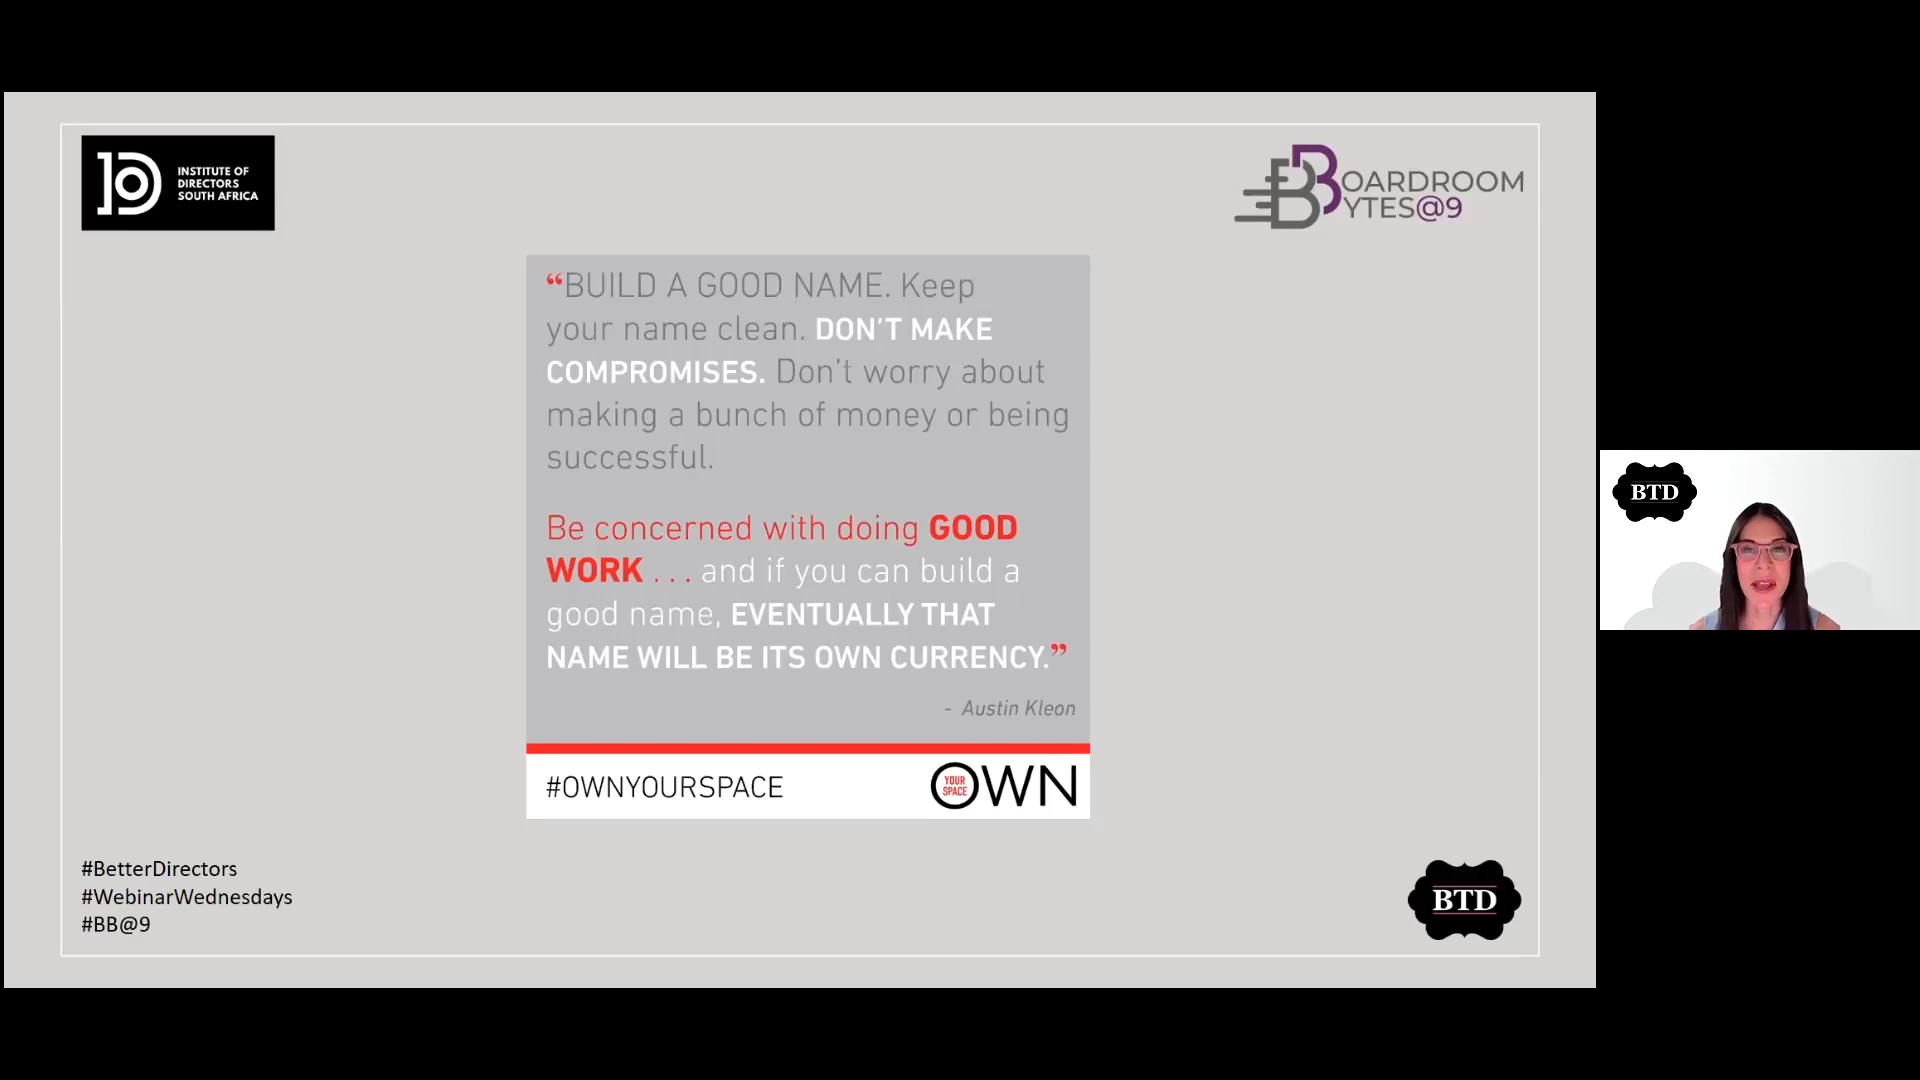 INSTITUTE OF
DIRECTORS
SOUTH AFRICA
BOARDROOM
BYTES@9
“BUILD A GOOD NAME. Keep
your name clean. DON’T MAKE
COMPROMISES. Don’t worry about
making a bunch of money or being
successful.
Be concerned with doing GOOD
WORK . . . and if you can build a
good name, EVENTUALLY THAT
NAME WILL BE ITS OWN CURRENCY.”
- Austin Kleon
#OWNYOURSPACE
YOUR
SPACE
OWN
#BetterDirectors
#WebinarWednesdays
#BB@9
BTD
BTD